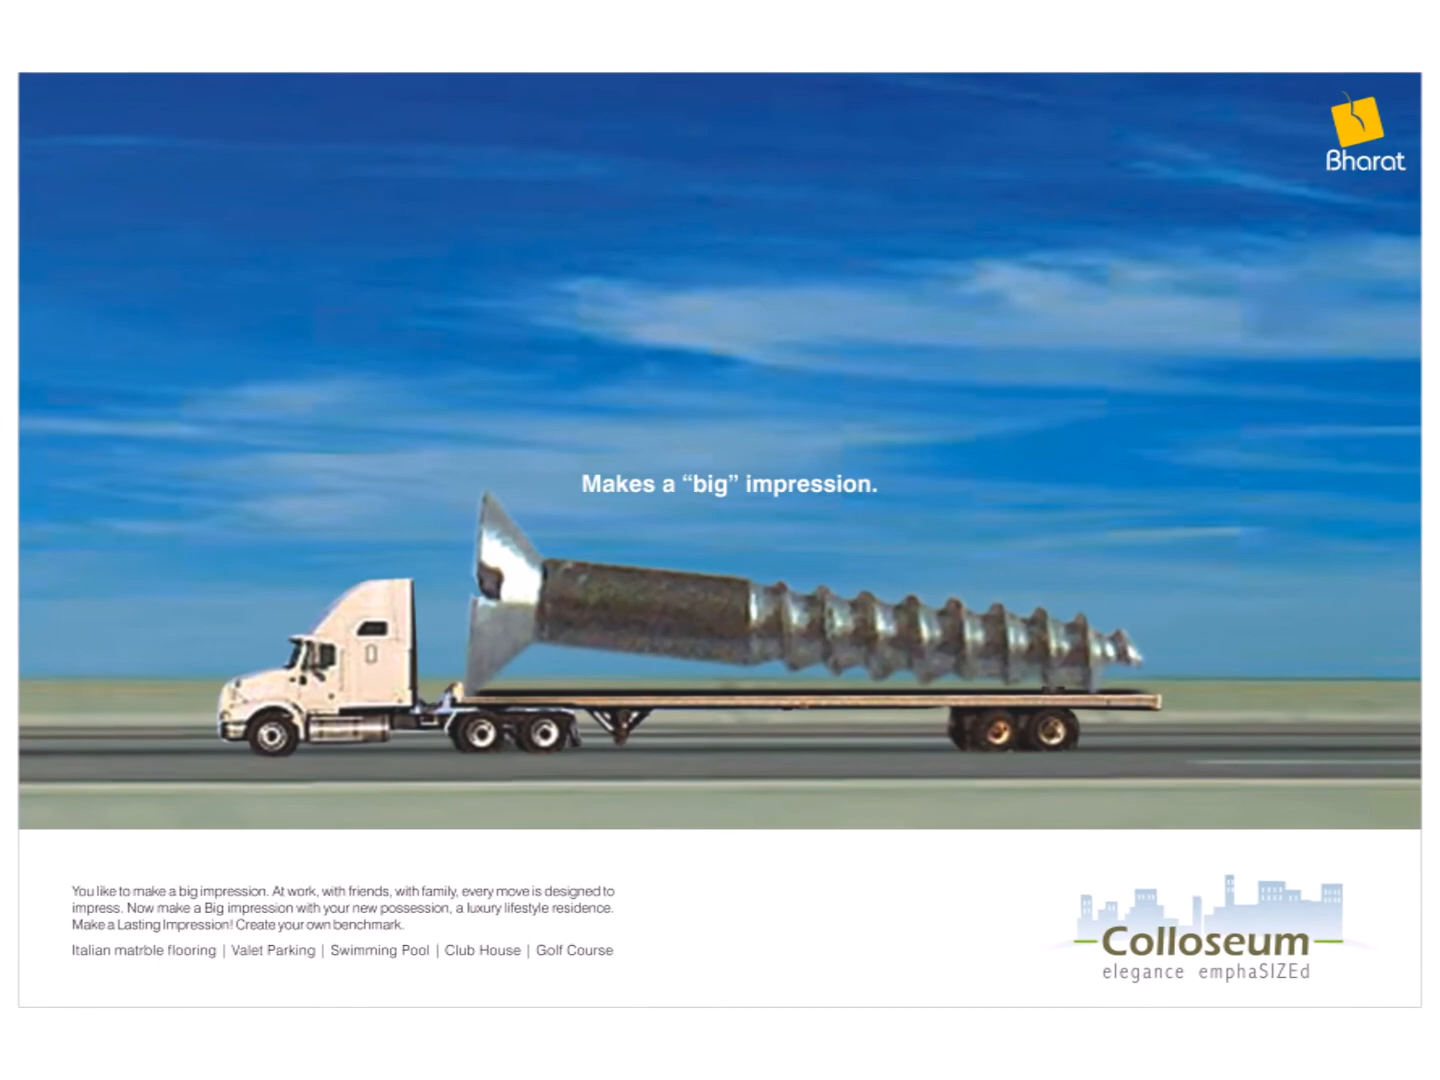 Bharat
Makes a “big” impression.
You like to make a big impression. At work, with friends, with family, every move is designed to
impress. Now make a Big impression with your new possession, a luxury lifestyle residence.
Make a Lasting Impression! Create your own benchmark.
Italian matrble flooring | Valet Parking | Swimming Pool | Club House | Golf Course
Colloseum
elegance emphaSIZEd